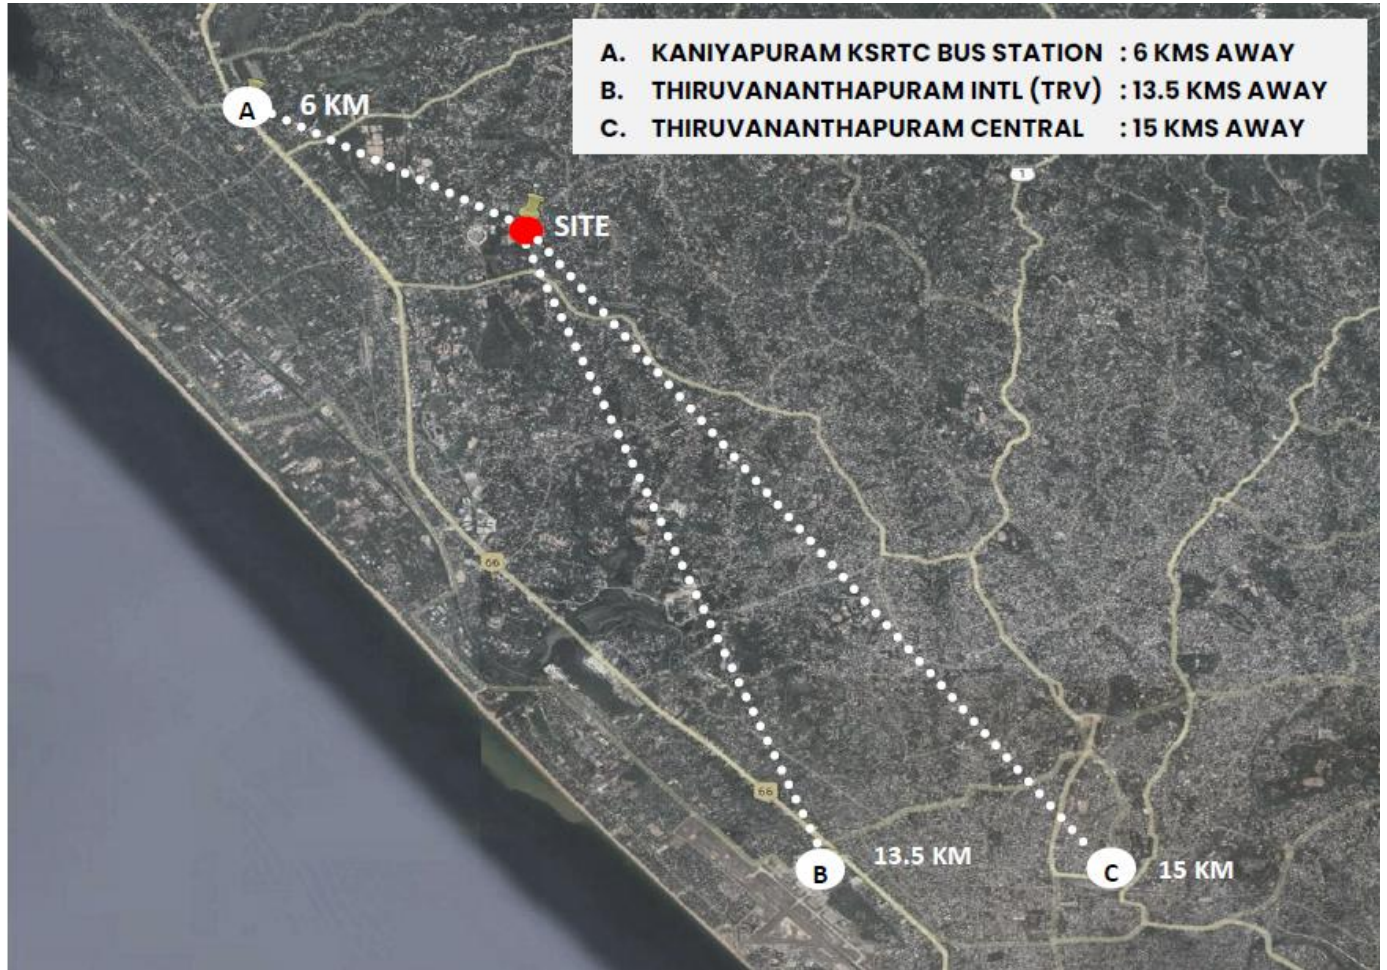 A. KANIYAPURAM KSRTC BUS STATION : 6 KMS AWAY
B. THIRUVANANTHAPURAM INTL (TRV) : 13.5 KMS AWAY
C. THIRUVANANTHAPURAM CENTRAL : 15 KMS AWAY
A
6 KM
1
SITE
66
66
B
13.5 KM
C
15 KM